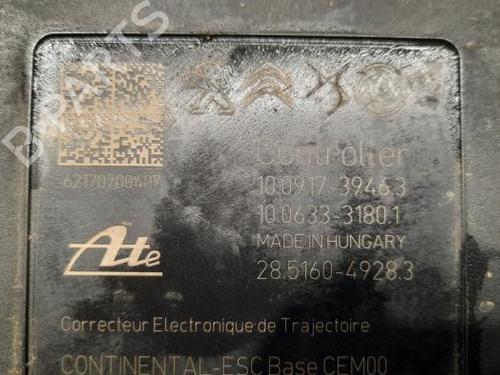 B-PARTS
62170700407
Controller
10.0917-3946.3
10.0633-3180.1
MADE IN HUNGARY
28.5160-4928.3
Ate
Correcteur Electronique de Trajectoire
CONTINENTAL-ESC Base CEM00